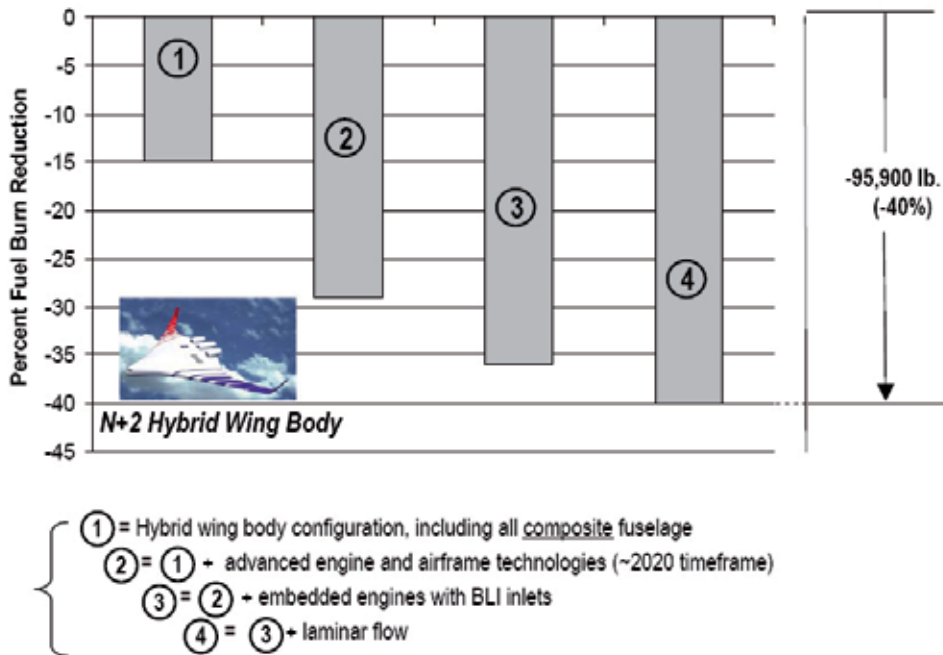 Percent Fuel Burn Reduction
0
-5
-10
-15
-20
-25
-30
-35
-40
-45
1
2
3
4
N+2 Hybrid Wing Body
-95,900 lb.
(-40%)
1 = Hybrid wing body configuration, including all composite fuselage
2 = 1 + advanced engine and airframe technologies (~2020 timeframe)
3 = 2 + embedded engines with BLI inlets
4 = 3 + laminar flow